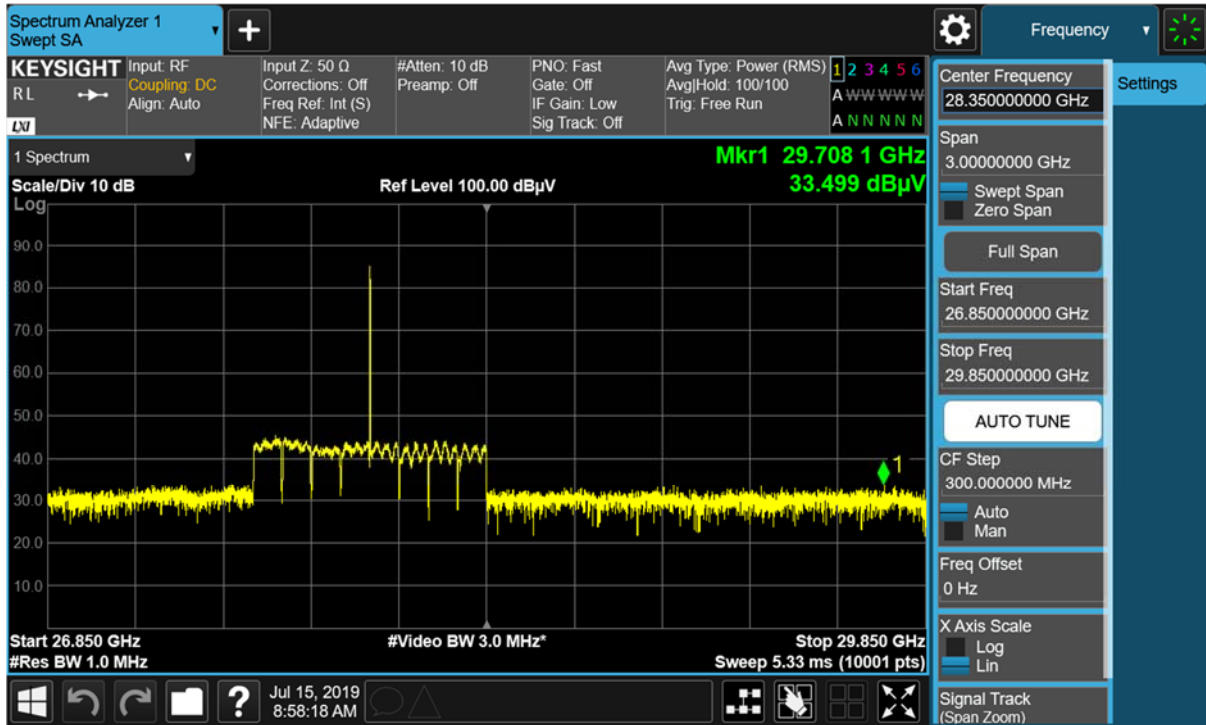 Spectrum Analyzer 1
Swept SA
+
Frequency
KEYSIGHT
RL
LXI
Input: RF
Coupling: DC
Align: Auto
Input Z: 50 Ω
Corrections: Off
Freq Ref: Int (S)
NFE: Adaptive
#Atten: 10 dB
Preamp: Off
PNO: Fast
Gate: Off
IF Gain: Low
Sig Track: Off
Avg Type: Power (RMS)
Avg|Hold: 100/100
Trig: Free Run
1 2 3 4 5 6
A W W W W W
A N N N N N
1 Spectrum
Scale/Div 10 dB
Ref Level 100.00 dBµV
Mkr1 29.708 1 GHz
33.499 dBµV
Log
90.0
80.0
70.0
60.0
50.0
40.0
30.0
20.0
10.0
1
Start 26.850 GHz
#Res BW 1.0 MHz
#Video BW 3.0 MHz*
Stop 29.850 GHz
Sweep 5.33 ms (10001 pts)
?
Jul 15, 2019
8:58:18 AM
Center Frequency
28.350000000 GHz
Settings
Span
3.00000000 GHz
Swept Span
Zero Span
Full Span
Start Freq
26.850000000 GHz
Stop Freq
29.850000000 GHz
AUTO TUNE
CF Step
300.000000 MHz
Auto
Man
Freq Offset
0 Hz
X Axis Scale
Log
Lin
Signal Track
(Span Zoom)